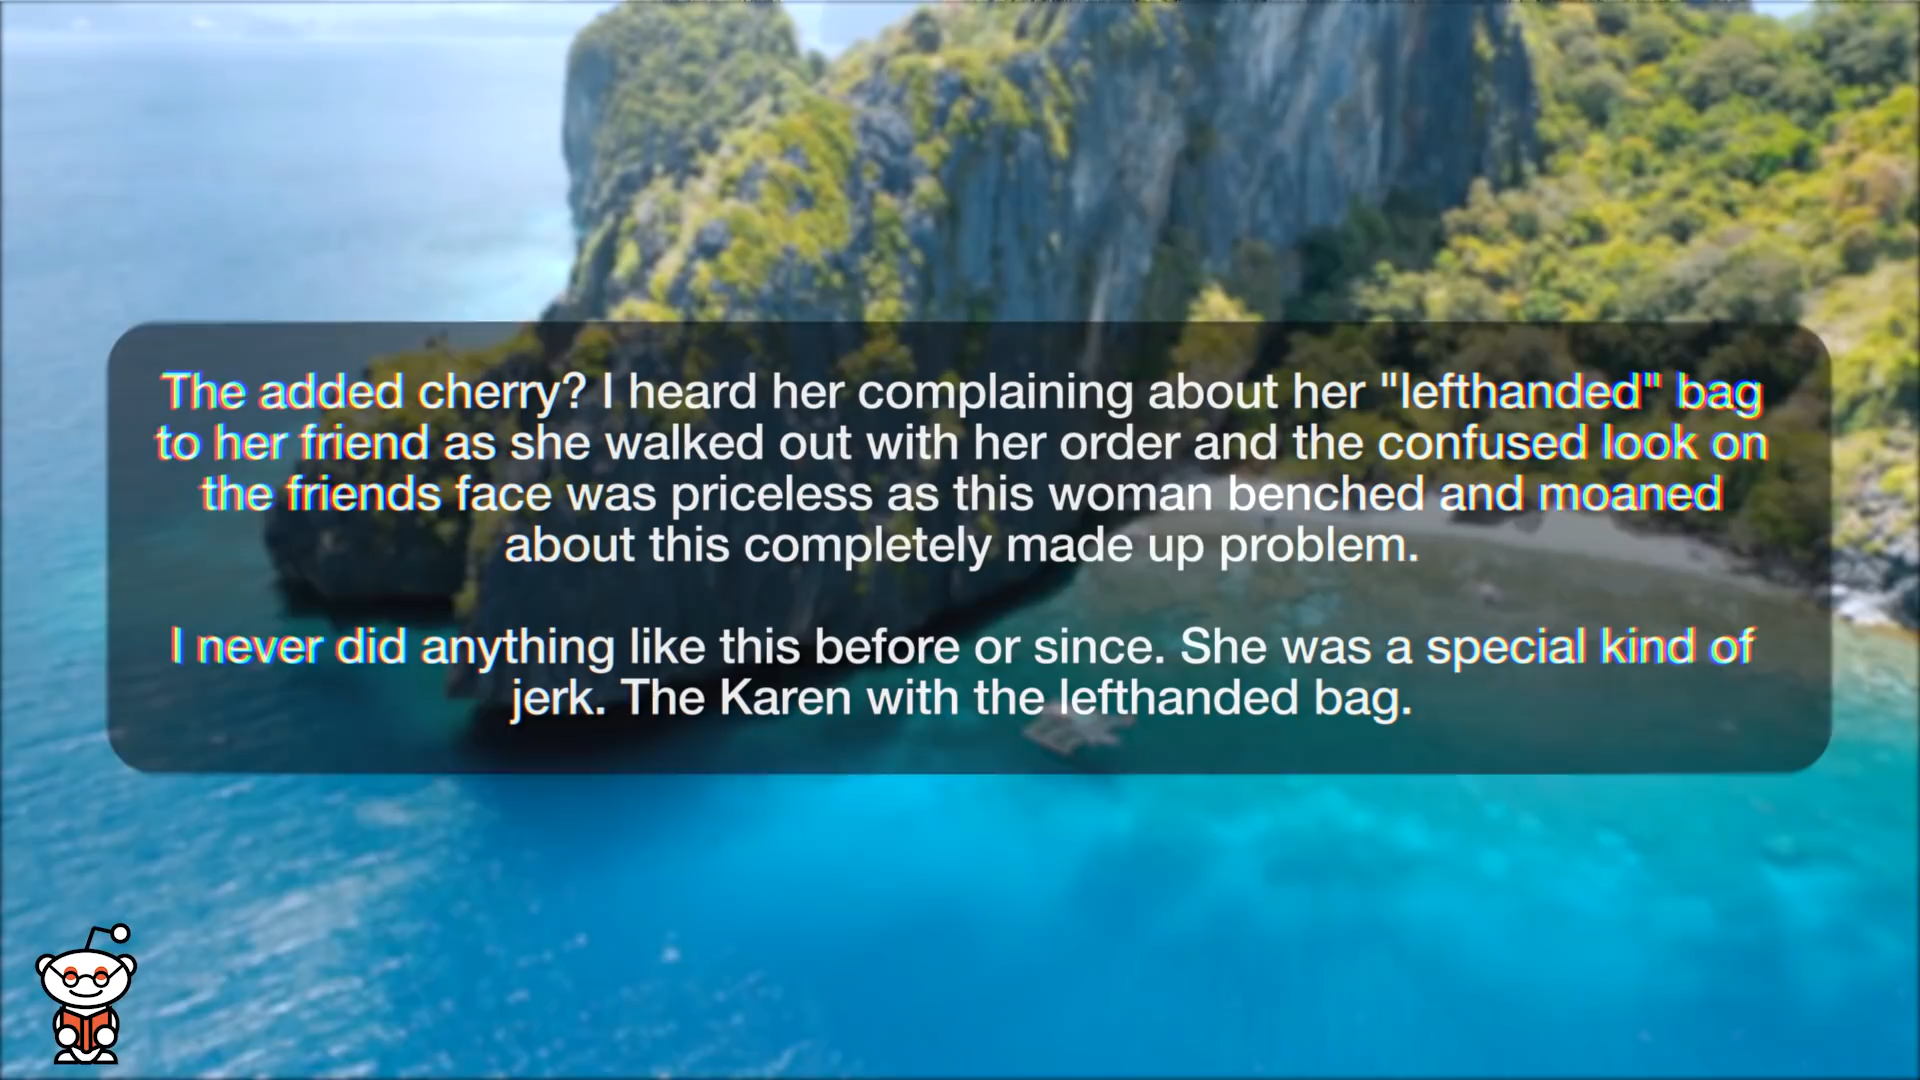 The added cherry? I heard her complaining about her "lefthanded" bag
to her friend as she walked out with her order and the confused look on
the friends face was priceless as this woman benched and moaned
about this completely made up problem.
I never did anything like this before or since. She was a special kind of
jerk. The Karen with the lefthanded bag.